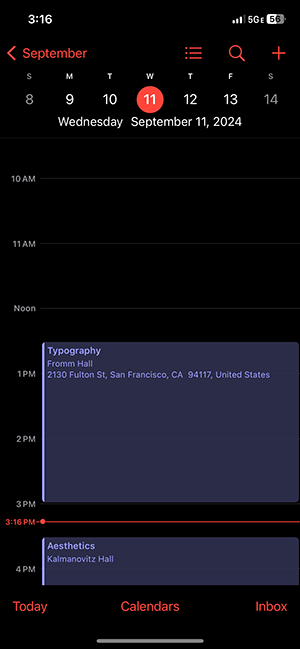 3:16 5GE 56
September
S M T W T F S
8 9 10 11 12 13 14
Wednesday September 11, 2024
10 AM
11 AM
Noon
Typography
Fromm Hall
1 PM 2130 Fulton St, San Francisco, CA 94117, United States
2 PM
3 PM
3:16 PM
Aesthetics
Kalmanovitz Hall
4 PM
Today Calendars Inbox